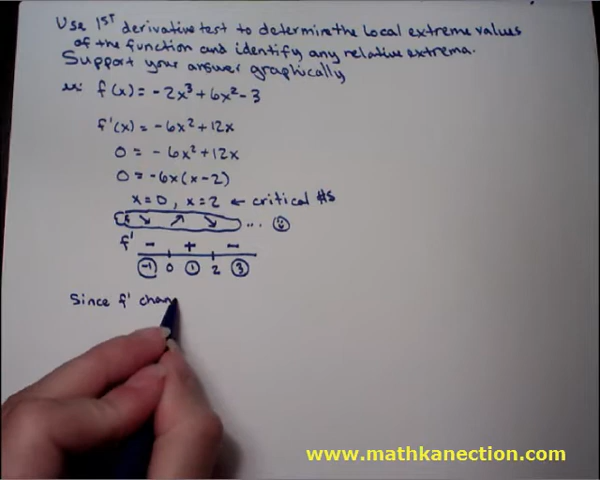 Use 1ST derivative test to determine the Local extreme values
of the function and identify any relative extrema.
Support your answer graphically
ex: f(x) = -2x³ + 6x² - 3
f'(x) = -6x² + 12x
0 = -6x² + 12x
0 = -6x(x-2)
x=0, x=2 ← critical #s
f ↘ ↗ ↘ ...
f' - + -
-1 0 1 2 3
Since f' chan
www.mathkanection.com